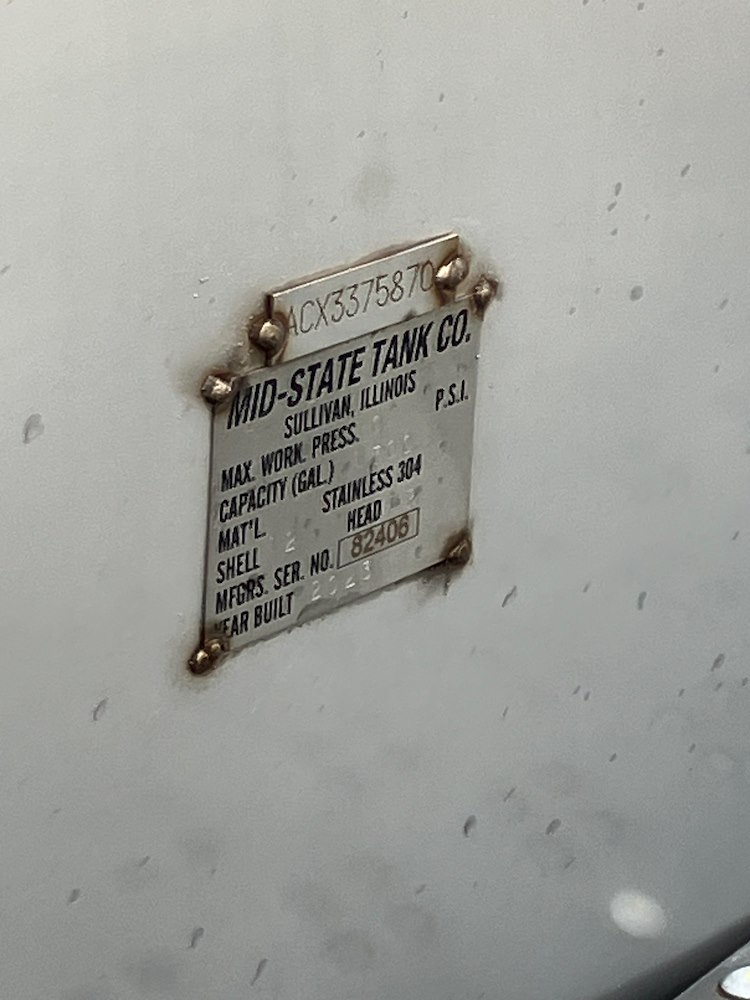 ACX3375870
MID-STATE TANK CO.
SULLIVAN, ILLINOIS
MAX. WORK. PRESS. P.S.I.
CAPACITY (GAL.)
MAT'L. STAINLESS 304
SHELL HEAD
MFGRS. SER. NO. 82406
YEAR BUILT 2023